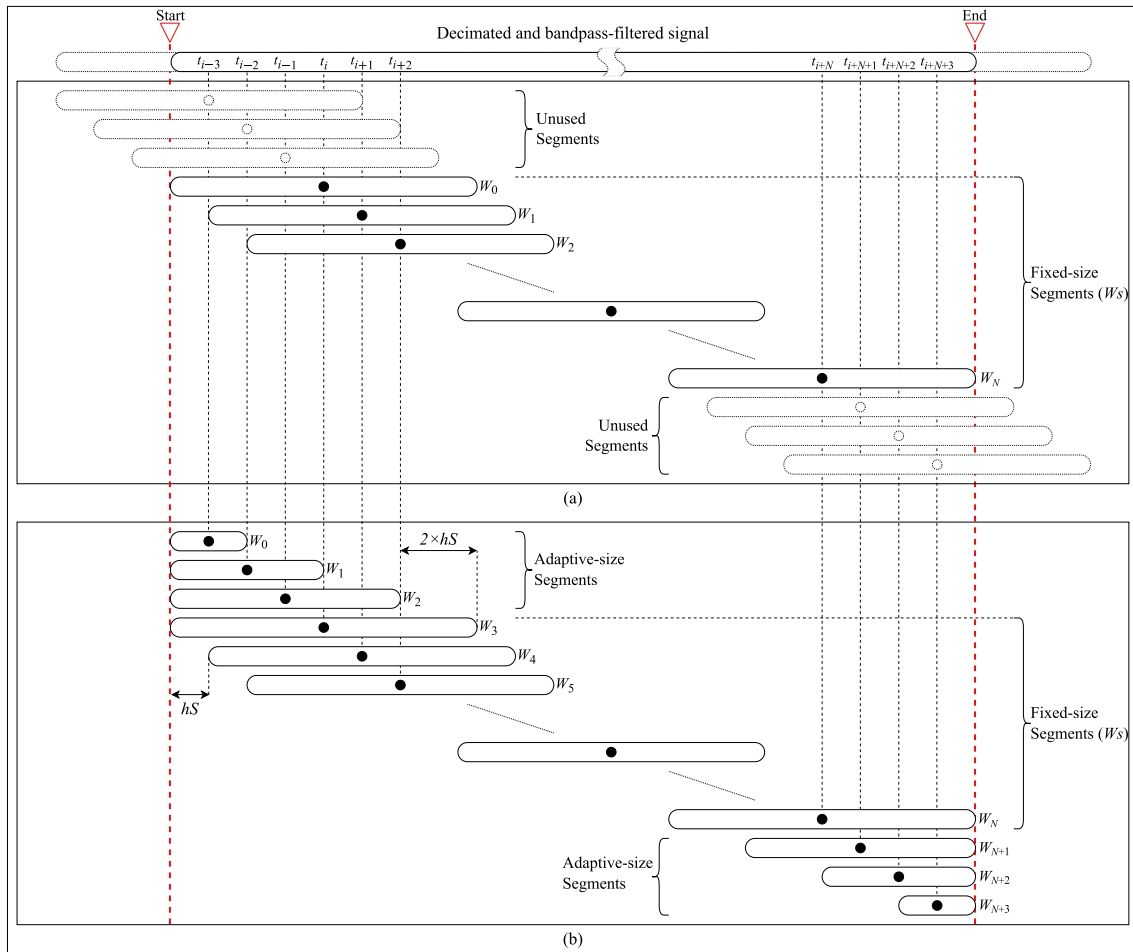 Start
End
Decimated and bandpass-filtered signal
t_{i−3} t_{i−2} t_{i−1} t_i t_{i+1} t_{i+2} t_{i+N} t_{i+N+1} t_{i+N+2} t_{i+N+3}
Unused
Segments
W_0
W_1
W_2
Fixed-size
Segments (Ws)
W_N
Unused
Segments
(a)
W_0
2×hS
Adaptive-size
Segments
W_1
W_2
W_3
W_4
W_5
hS
Fixed-size
Segments (Ws)
W_N
W_{N+1}
Adaptive-size
Segments
W_{N+2}
W_{N+3}
(b)